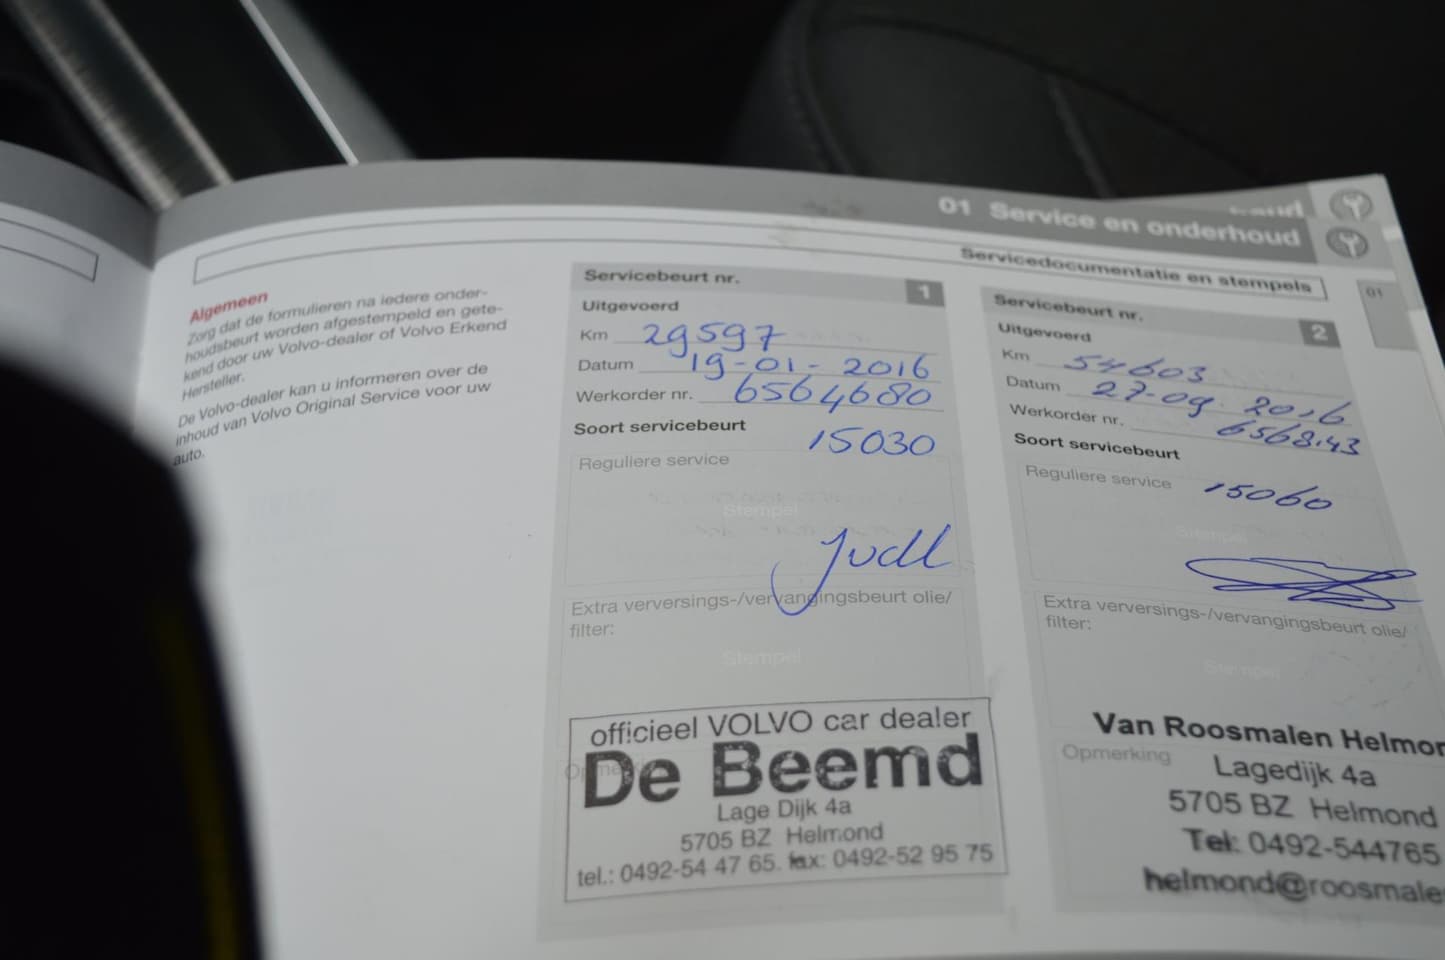 01 Service en onderhoud
Servicedocumentatie en stempels
01
Algemeen
Zorg dat de formulieren na iedere onder-
houdsbeurt worden afgestempeld en gete-
kend door uw Volvo-dealer of Volvo Erkend
Hersteller.
De Volvo-dealer kan u informeren over de
inhoud van Volvo Original Service voor uw
auto.
Servicebeurt nr. 1
Uitgevoerd
Km 29597
Datum 19-01-2016
Werkorder nr. 6564680
Soort servicebeurt
15030
Reguliere service
Stempel
Extra verversings-/vervangingsbeurt olie/
filter:
Stempel
officieel VOLVO car dealer
De Beemd
Lage Dijk 4a
5705 BZ Helmond
tel.: 0492-54 47 65. fax: 0492-52 95 75
Servicebeurt nr. 2
Uitgevoerd
Km 54603
Datum 27-09-2016
Werkorder nr.
Soort servicebeurt
Reguliere service 15060
Stempel
Extra verversings-/vervangingsbeurt olie/
filter:
Stempel
Van Roosmalen Helmon
Opmerking
Lagedijk 4a
5705 BZ Helmond
Tel: 0492-544765
helmond@roosmale